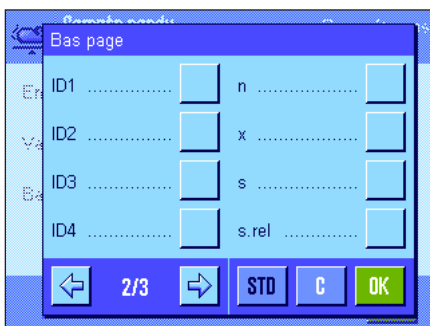 Bas page
ID1 ............... n ..................
ID2 ............... x ..................
ID3 ............... s ..................
ID4 ............... s.rel ...............
2/3 STD C OK